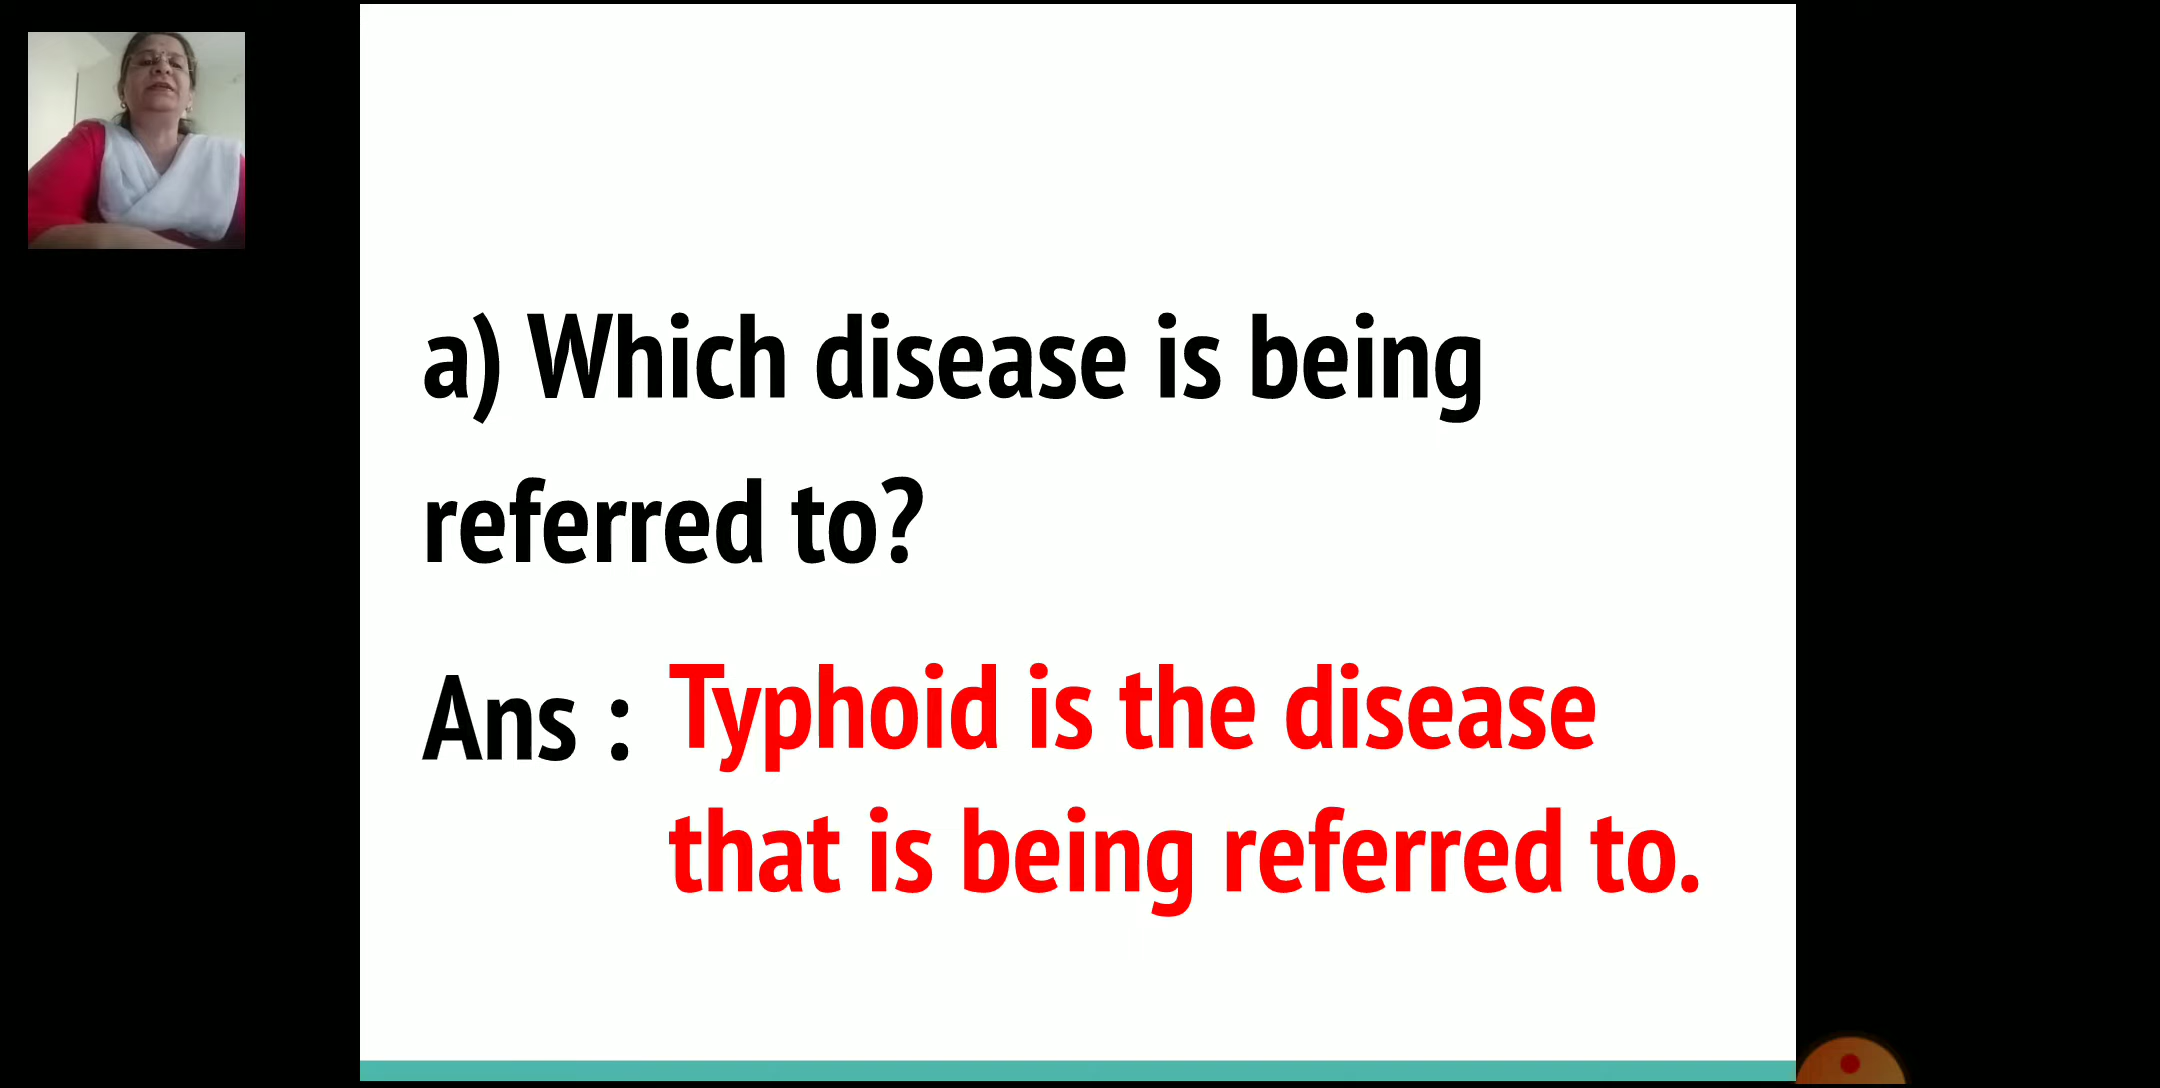 a) Which disease is being
referred to?
Ans : Typhoid is the disease
that is being referred to.